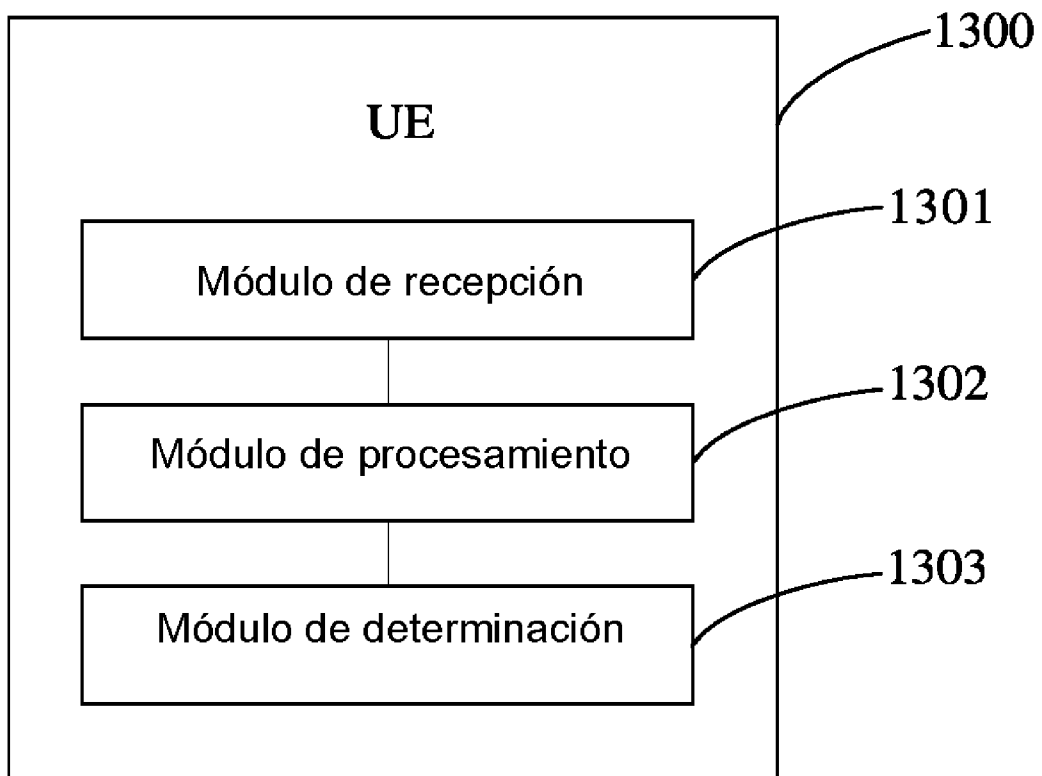 1300
UE
1301
Módulo de recepción
1302
Módulo de procesamiento
1303
Módulo de determinación